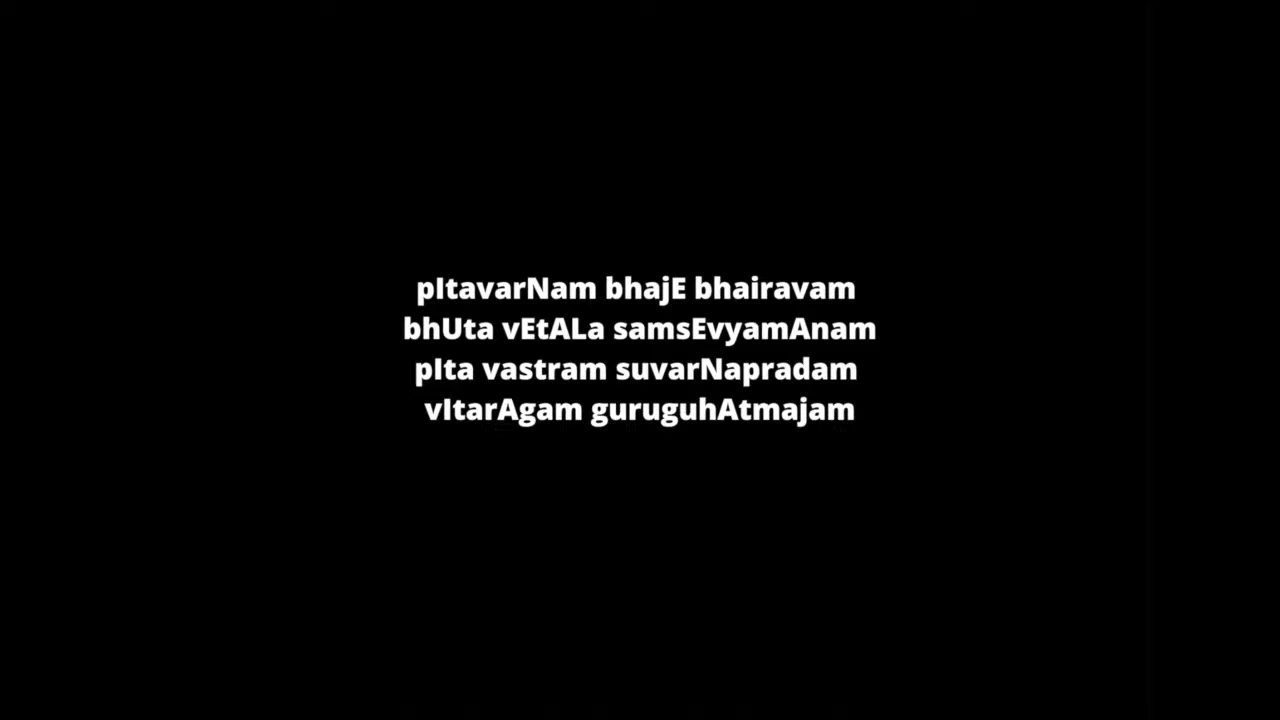 pItavarNam bhajE bhairavam
bhUta vEtALa samsEvyamAnam
pIta vastram suvarNapradam
vItarAgam guruguhAtmajam